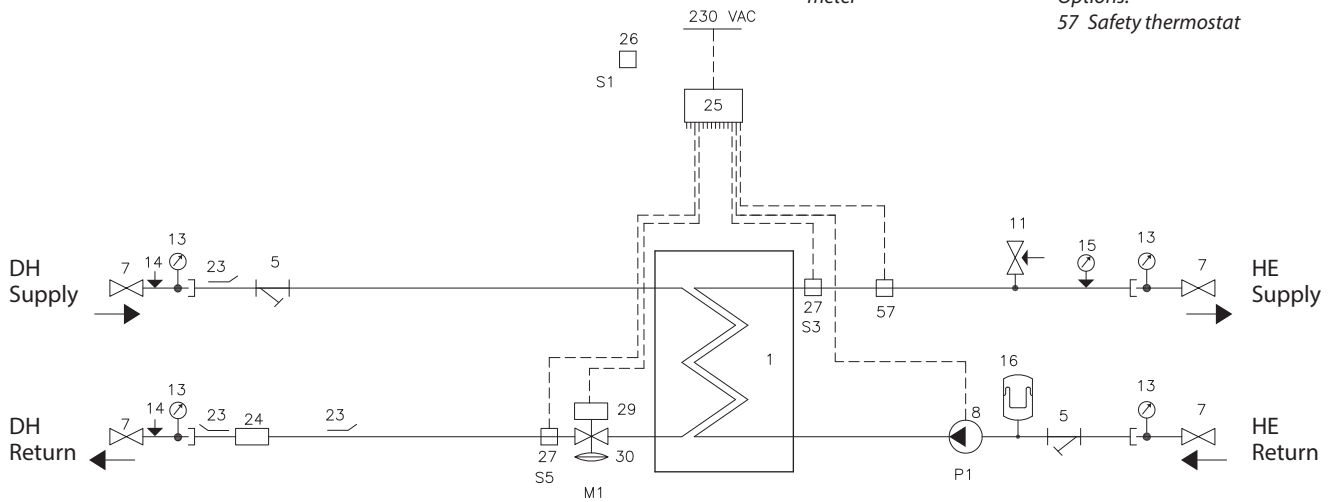 meter
Options:
57 Safety thermostat
230 VAC
26
S1
25
DH
Supply
7
14
13
23
5
11
15
13
7
HE
Supply
27
S3
57
1
16
DH
Return
7
14
13
23
24
23
29
27
S5
30
M1
8
P1
5
13
7
HE
Return